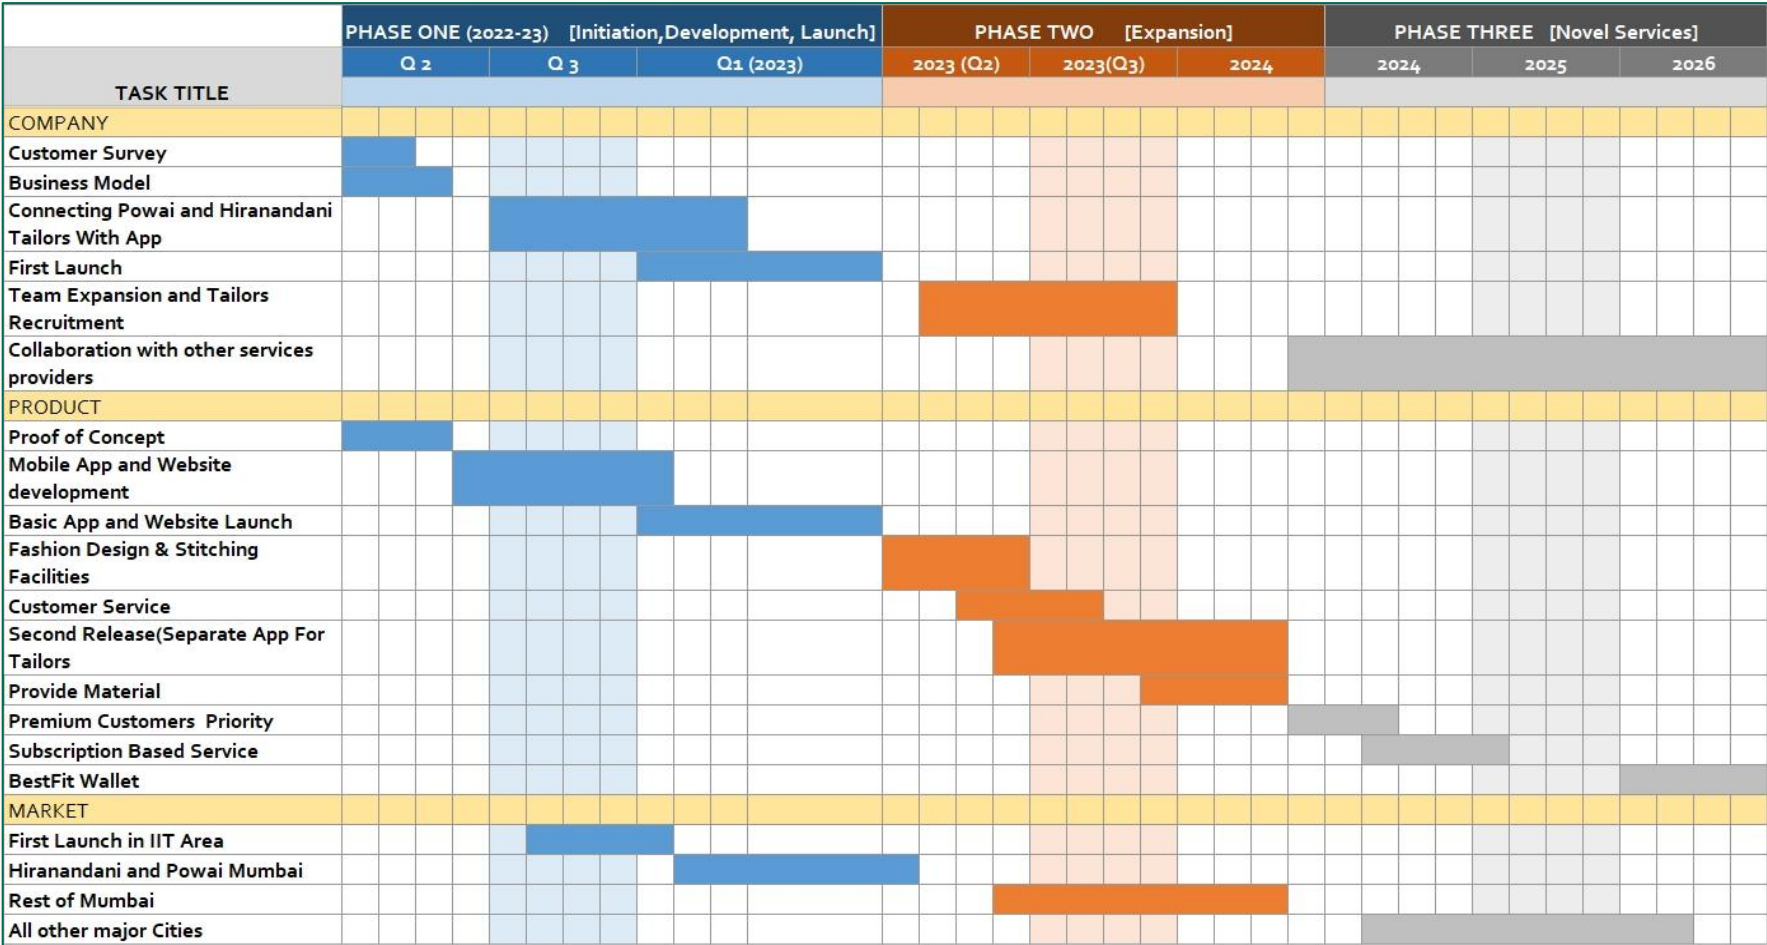 PHASE ONE (2022-23) [Initiation,Development, Launch] PHASE TWO [Expansion] PHASE THREE [Novel Services]
Q 2 Q 3 Q1 (2023) 2023 (Q2) 2023(Q3) 2024 2024 2025 2026
TASK TITLE
COMPANY
Customer Survey
Business Model
Connecting Powai and Hiranandani
Tailors With App
First Launch
Team Expansion and Tailors
Recruitment
Collaboration with other services
providers
PRODUCT
Proof of Concept
Mobile App and Website
development
Basic App and Website Launch
Fashion Design & Stitching
Facilities
Customer Service
Second Release(Separate App For
Tailors
Provide Material
Premium Customers Priority
Subscription Based Service
BestFit Wallet
MARKET
First Launch in IIT Area
Hiranandani and Powai Mumbai
Rest of Mumbai
All other major Cities